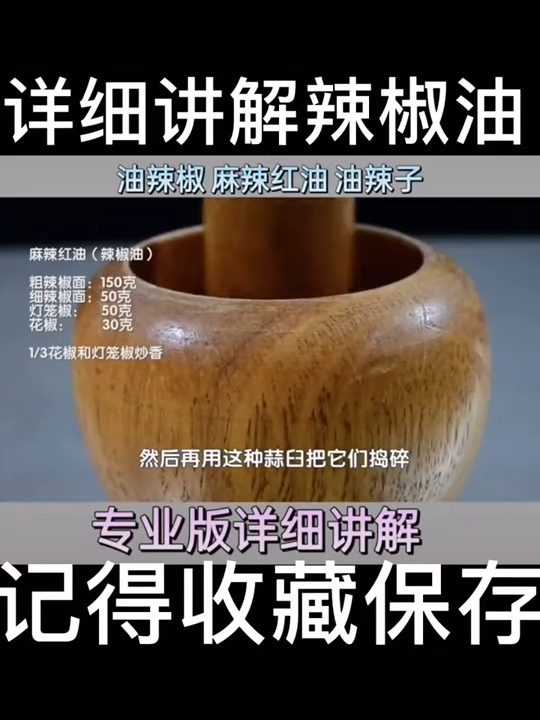 详细讲解辣椒油
油辣椒 麻辣红油 油辣子
麻辣红油（辣椒油）
粗辣椒面：150克
细辣椒面：50克
灯笼椒： 50克
花椒： 30克
1/3花椒和灯笼椒炒香
然后再用这种蒜臼把它们捣碎
专业版详细讲解
记得收藏保存